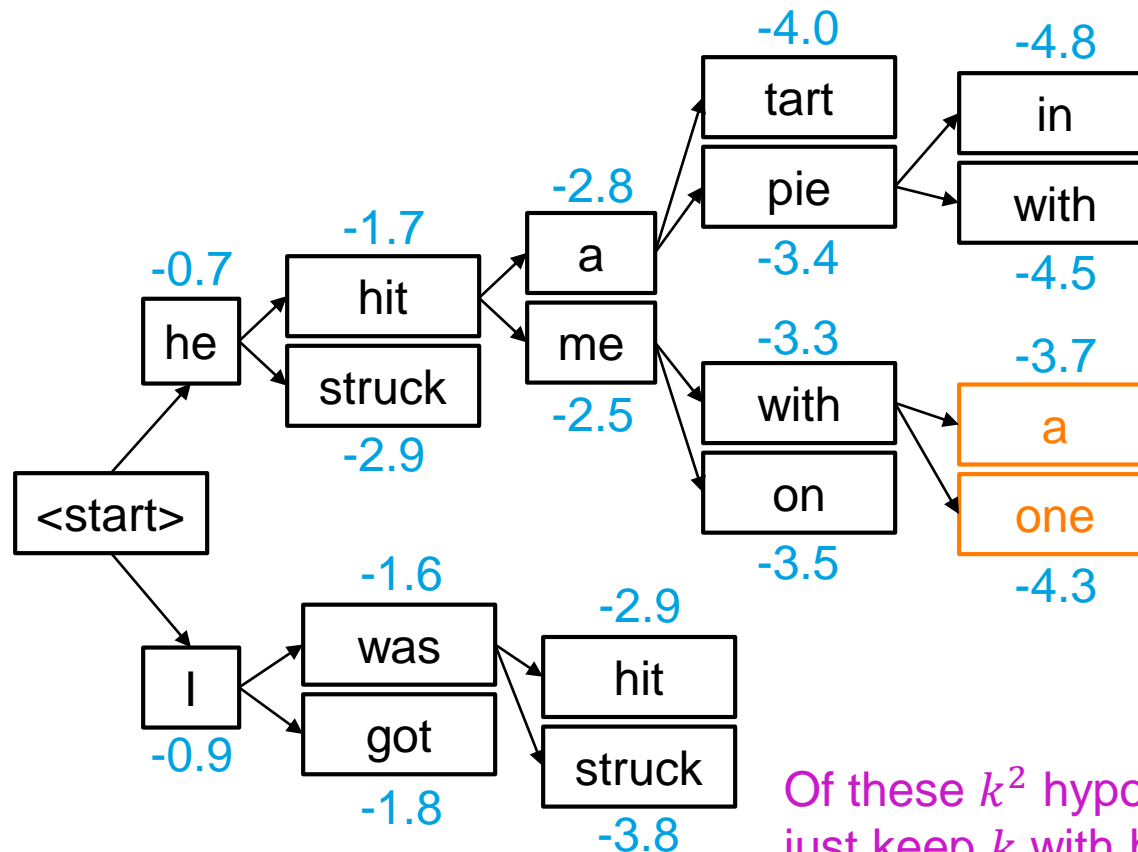 -4.0
-4.8
tart
in
-2.8
pie
with
-1.7
a
-3.4
-4.5
-0.7
hit
me
-3.3
-3.7
he
struck
-2.5
with
a
-2.9
<start>
on
one
-1.6
-2.9
-3.5
-4.3
was
hit
I
got
-0.9
struck
-1.8
-3.8
Of these k² hypo
just keep k with